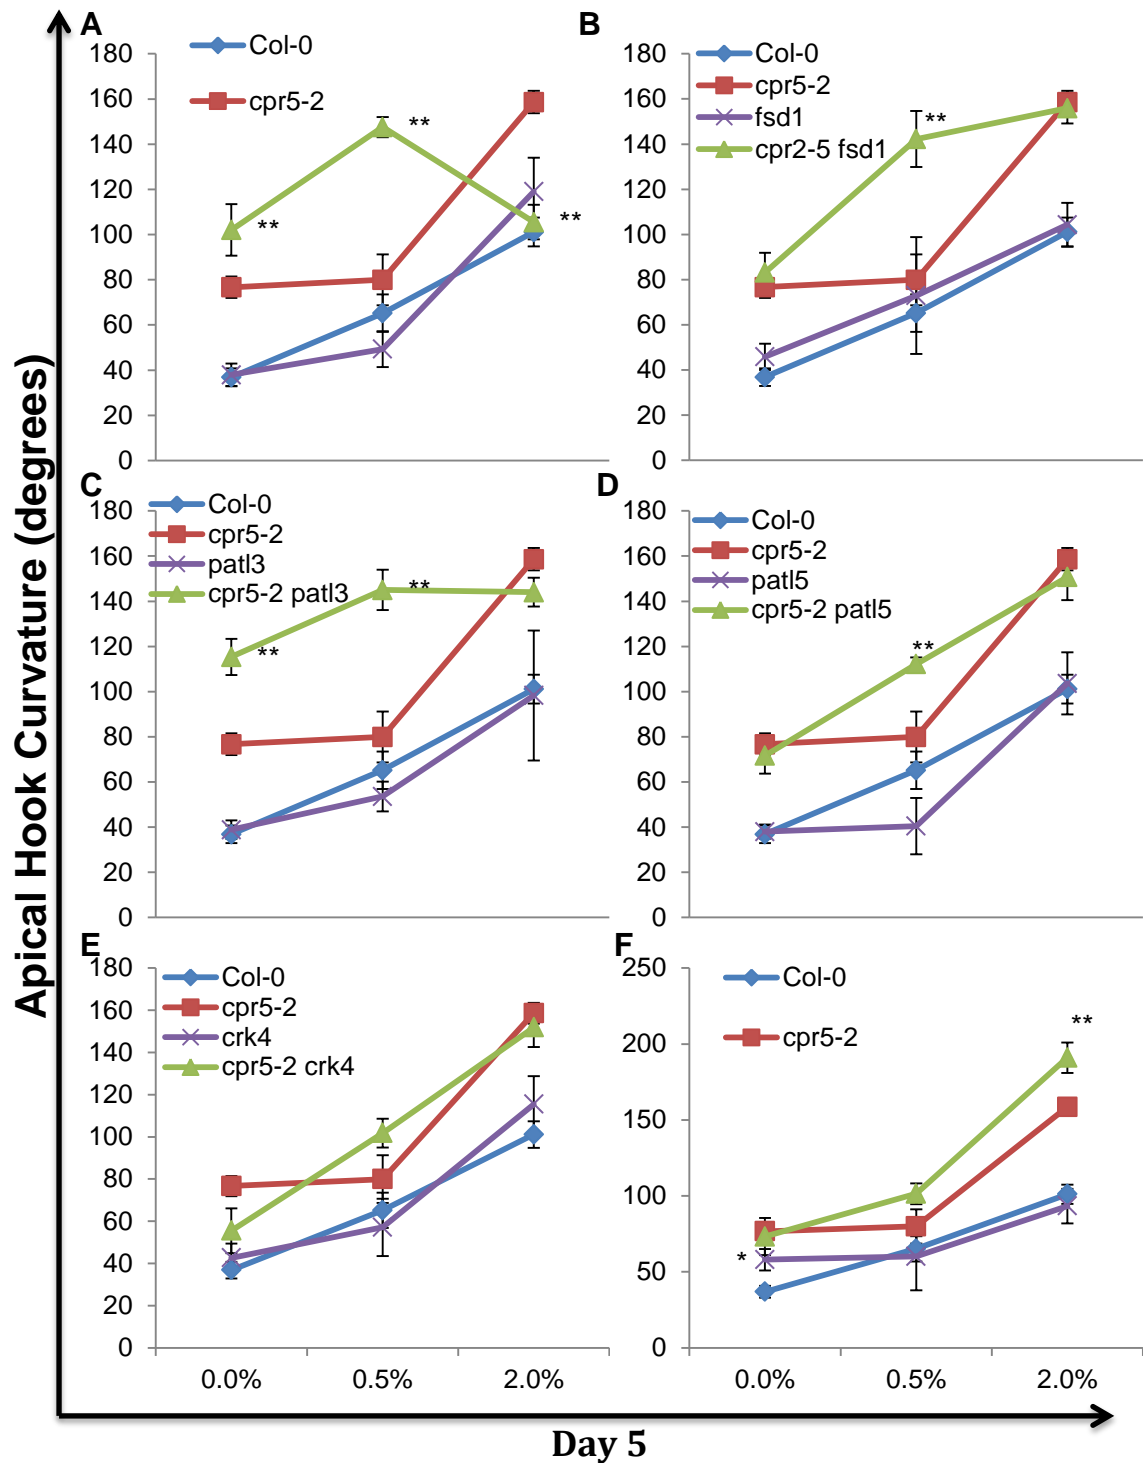 Apical Hook Curvature (degrees)
A
Col-0
cpr5-2
180
160
140
120
100
80
60
40
20
0
**
**
**
B
Col-0
cpr5-2
fsd1
cpr2-5 fsd1
180
160
140
120
100
80
60
40
20
0
**
C
Col-0
cpr5-2
patl3
cpr5-2 patl3
180
160
140
120
100
80
60
40
20
0
**
**
D
Col-0
cpr5-2
patl5
cpr5-2 patl5
180
160
140
120
100
80
60
40
20
0
**
E
Col-0
cpr5-2
crk4
cpr5-2 crk4
180
160
140
120
100
80
60
40
20
0
0.0% 0.5% 2.0%
F
Col-0
cpr5-2
250
200
150
100
50
0
*
**
0.0% 0.5% 2.0%
Day 5